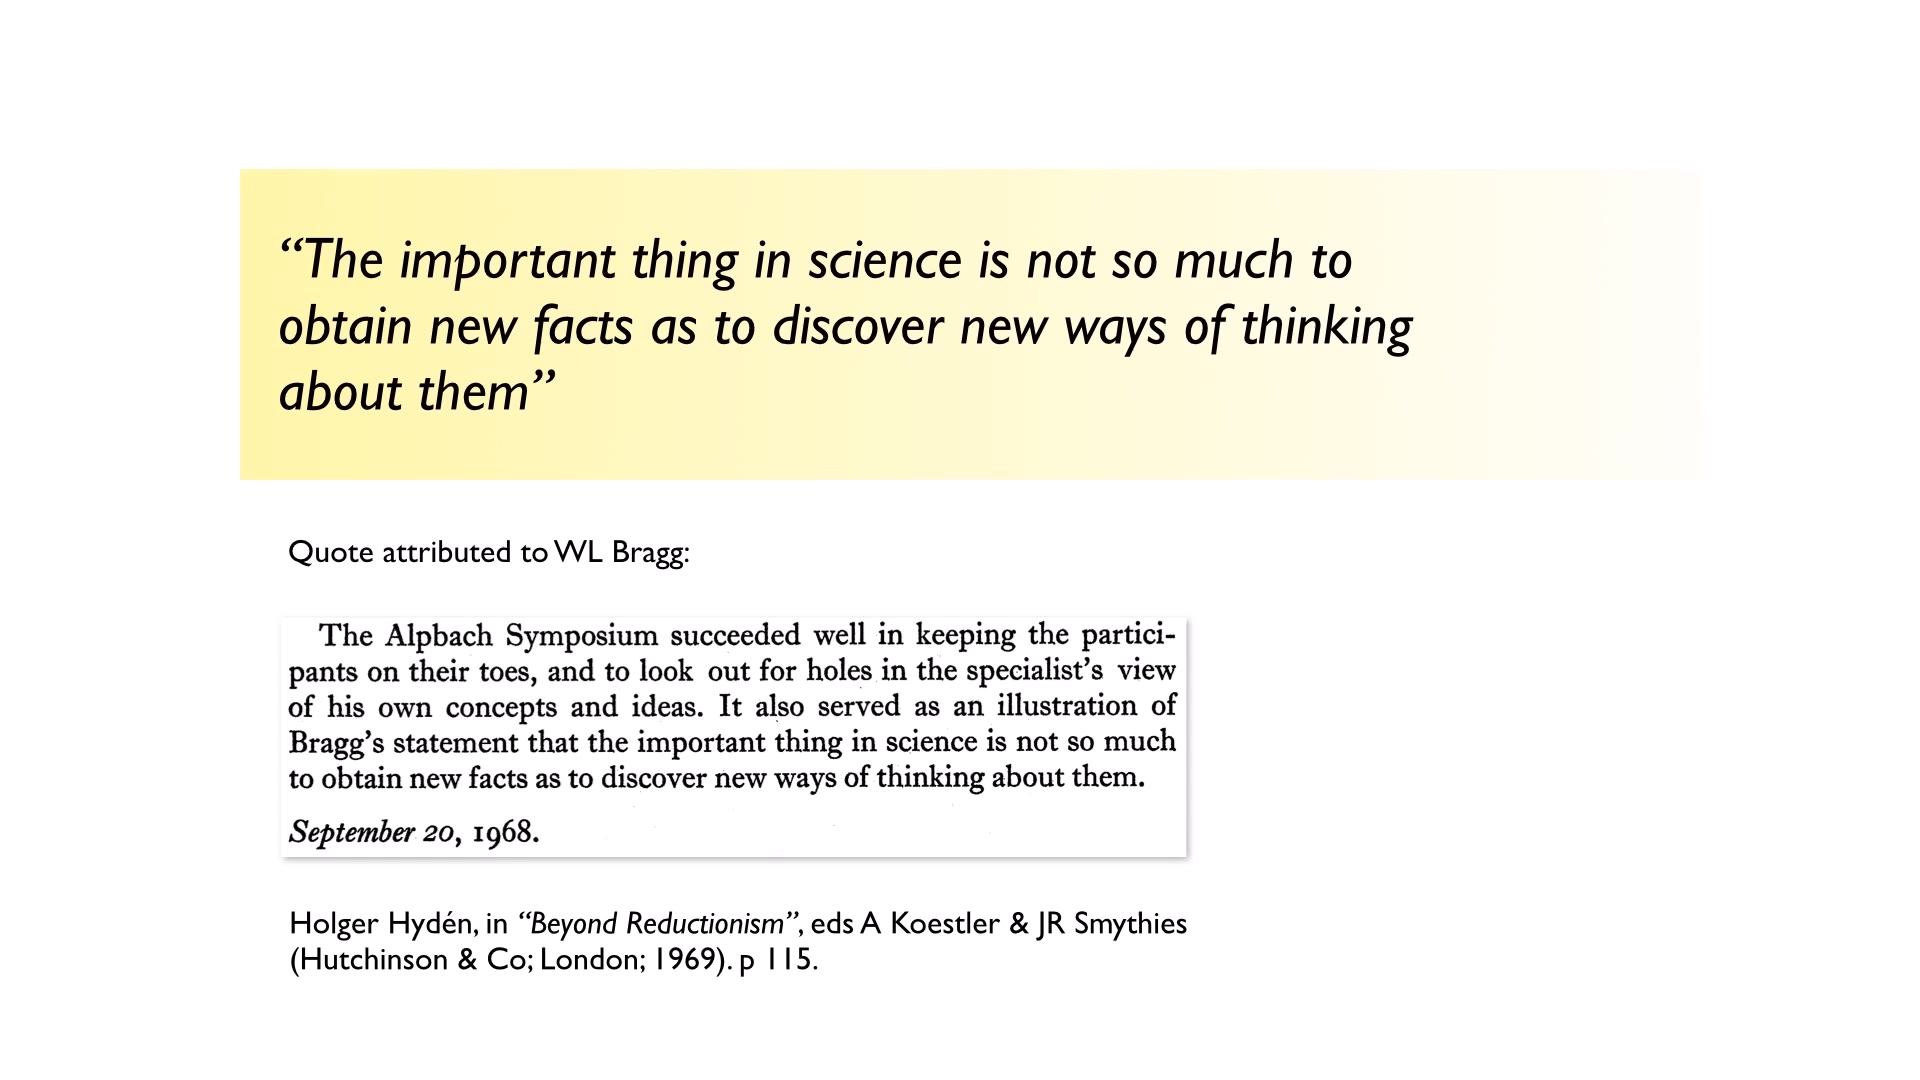 “The important thing in science is not so much to
obtain new facts as to discover new ways of thinking
about them”
Quote attributed to WL Bragg:
The Alpbach Symposium succeeded well in keeping the partici-
pants on their toes, and to look out for holes in the specialist’s view
of his own concepts and ideas. It also served as an illustration of
Bragg’s statement that the important thing in science is not so much
to obtain new facts as to discover new ways of thinking about them.
September 20, 1968.
Holger Hydén, in “Beyond Reductionism”, eds A Koestler & JR Smythies
(Hutchinson & Co; London; 1969). p 115.